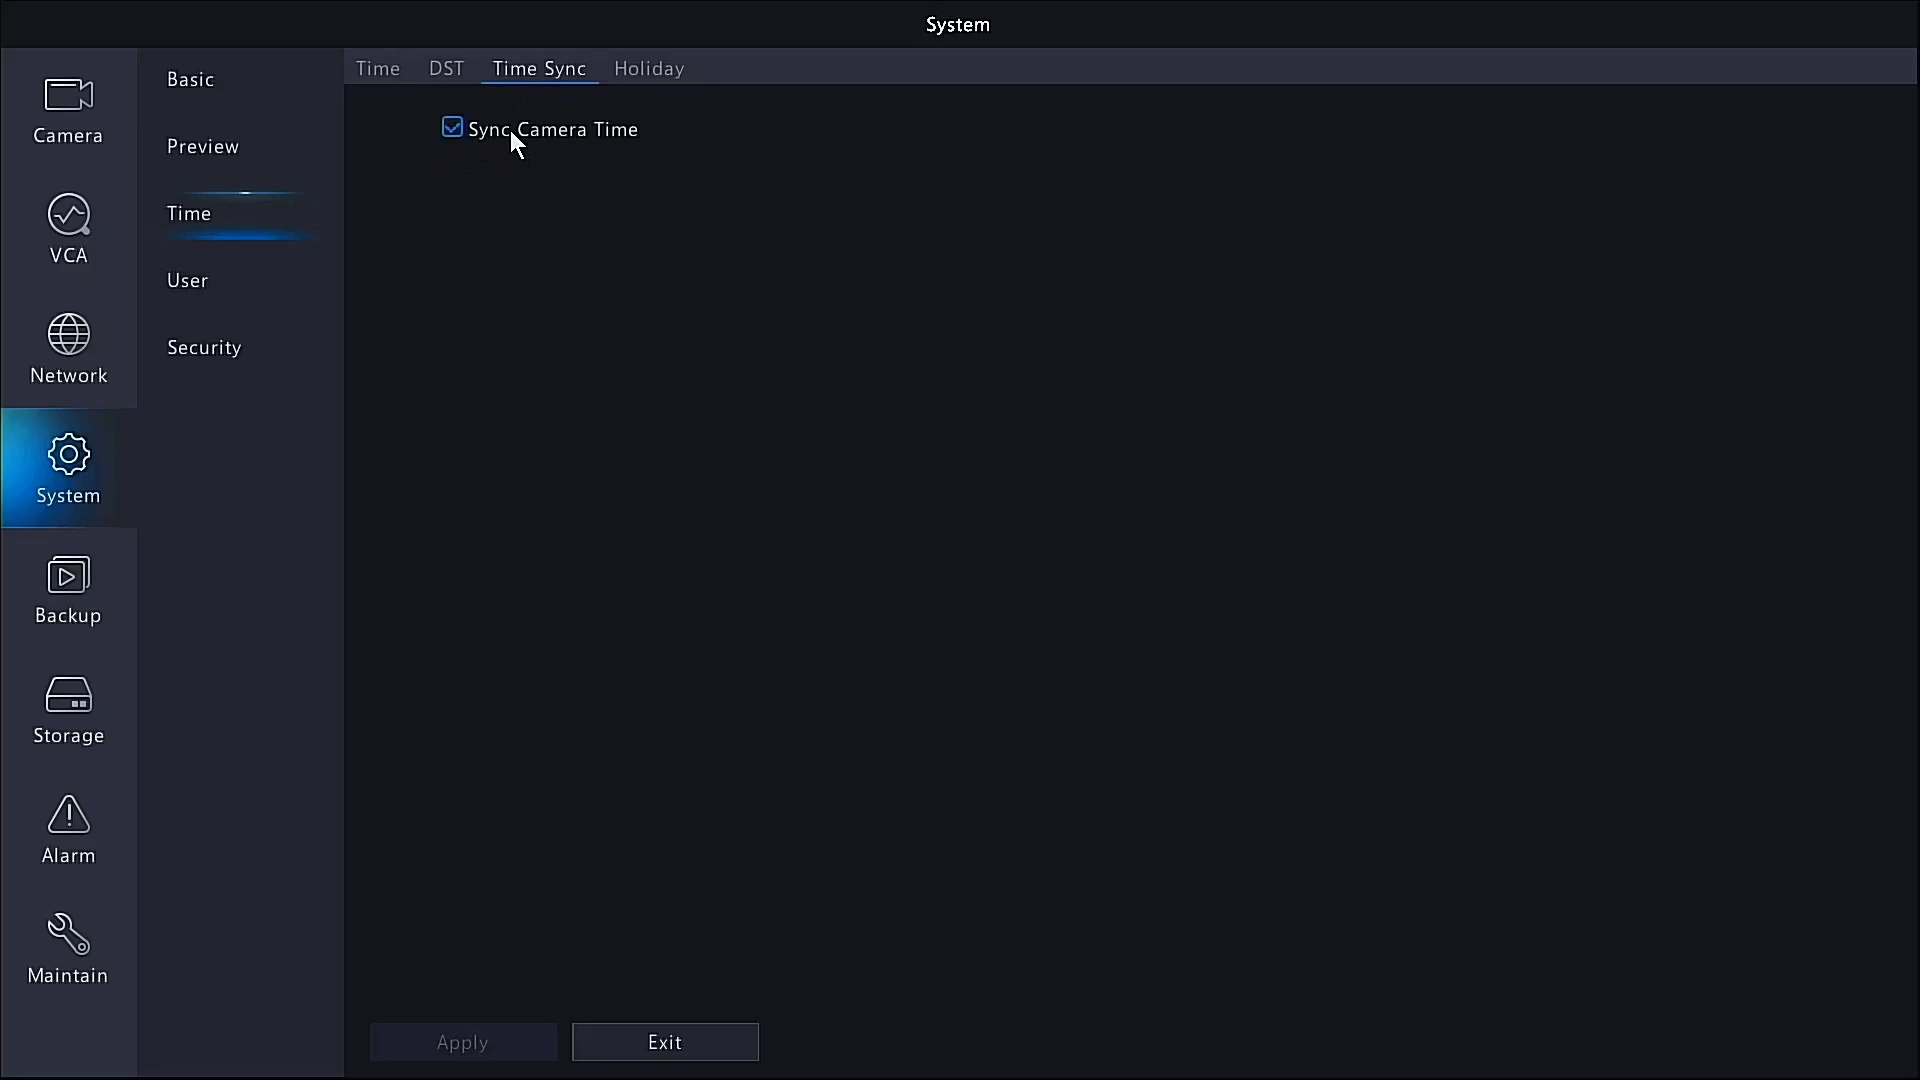 System
Camera
VCA
Network
System
Backup
Storage
Alarm
Maintain
Basic
Preview
Time
User
Security
Time DST Time Sync Holiday
Sync Camera Time
Apply Exit